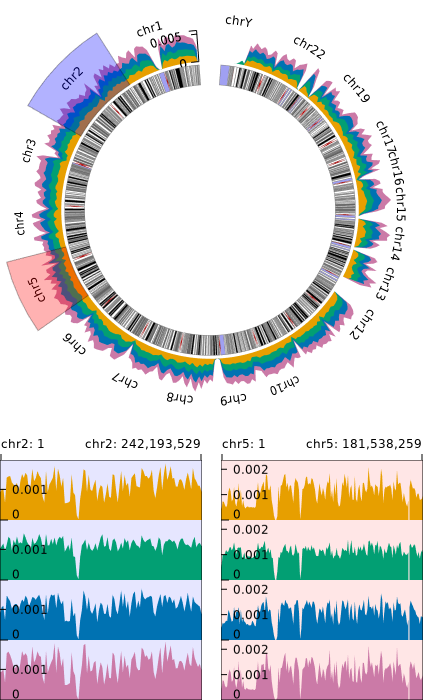 chrY
chr1
0.005
0
chr22
chr2
chr19
chr3
chr17
chr16
chr15
chr4
chr14
chr5
chr13
chr6
chr12
chr7
chr10
chr8
chr9
chr2: 1 chr2: 242,193,529 chr5: 1 chr5: 181,538,259
0.002
0.001 0.001
0 0
0.002
0.001 0.001
0 0
0.002
0.001 0.001
0 0
0.002
0.001 0.001
0 0